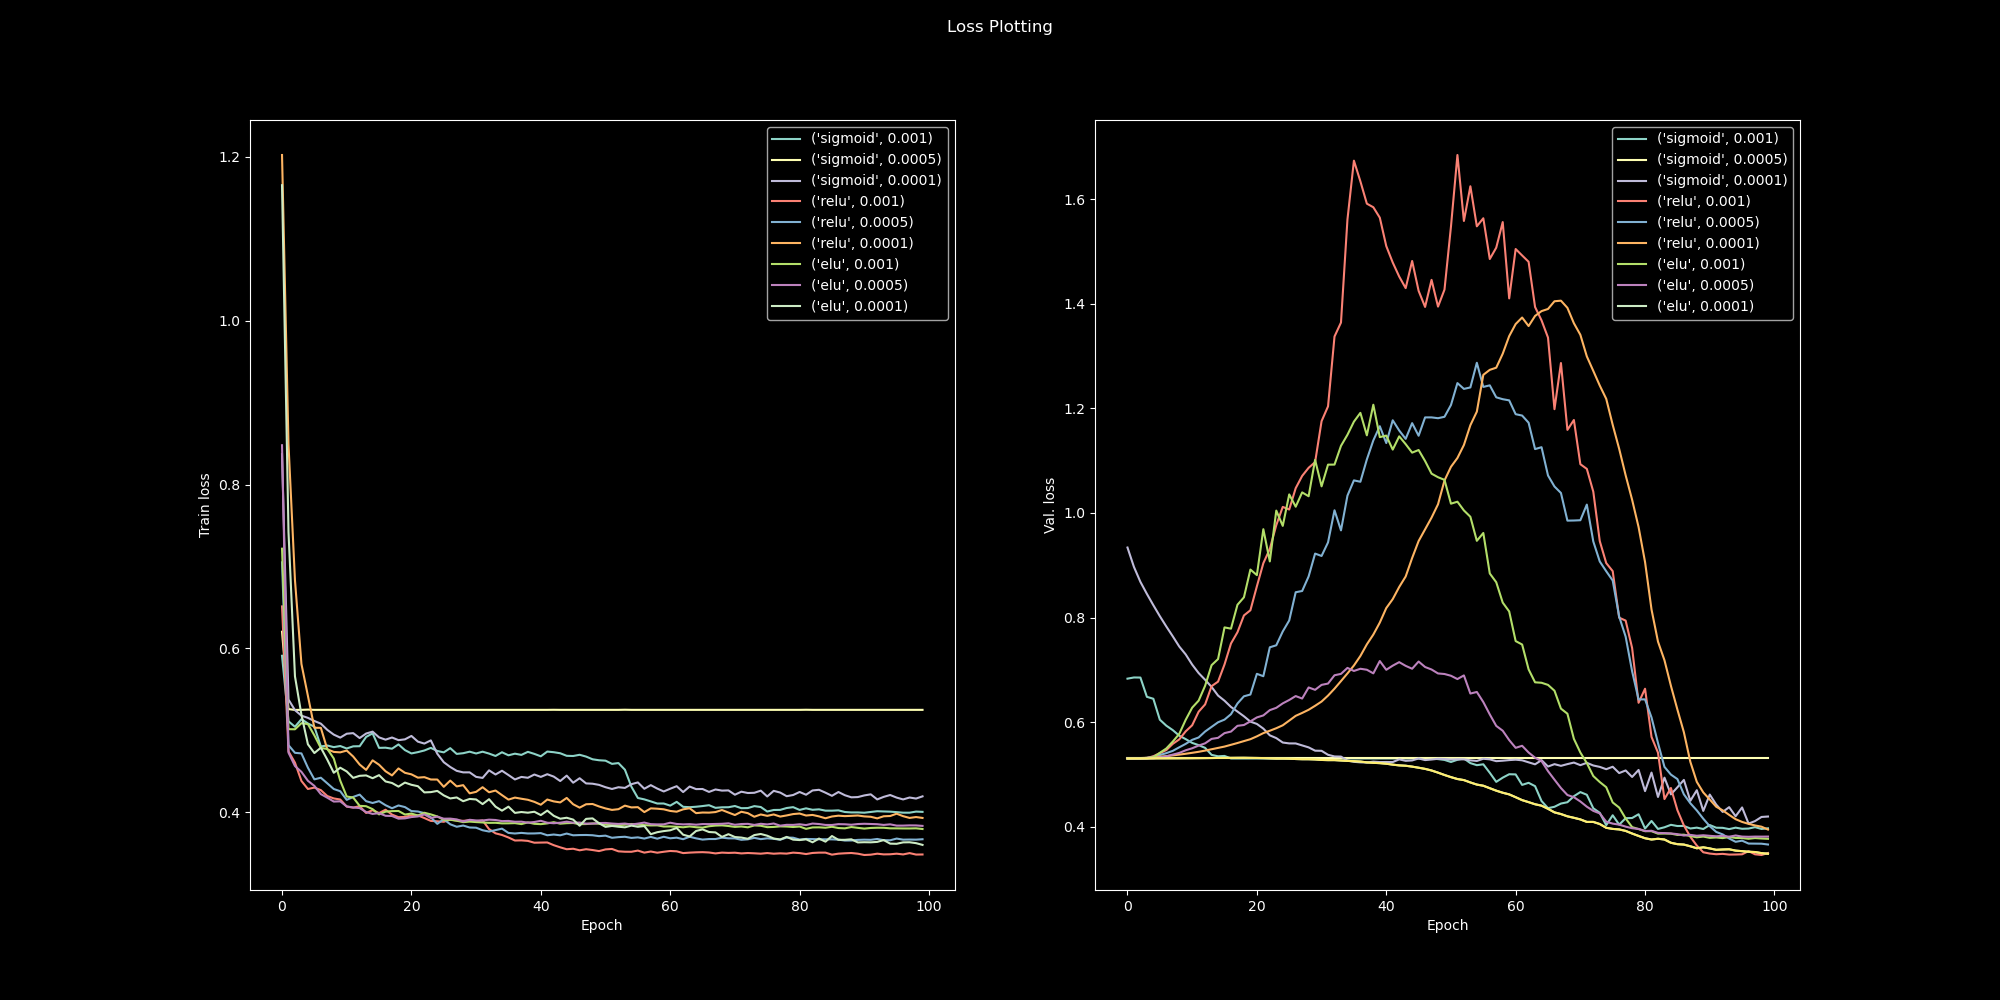 Loss Plotting
('sigmoid', 0.001)
('sigmoid', 0.0005)
('sigmoid', 0.0001)
('relu', 0.001)
('relu', 0.0005)
('relu', 0.0001)
('elu', 0.001)
('elu', 0.0005)
('elu', 0.0001)
1.2
1.0
0.8
0.6
0.4
Train loss
0 20 40 60 80 100
Epoch
('sigmoid', 0.001)
('sigmoid', 0.0005)
('sigmoid', 0.0001)
('relu', 0.001)
('relu', 0.0005)
('relu', 0.0001)
('elu', 0.001)
('elu', 0.0005)
('elu', 0.0001)
1.6
1.4
1.2
1.0
0.8
0.6
0.4
Val. loss
0 20 40 60 80 100
Epoch